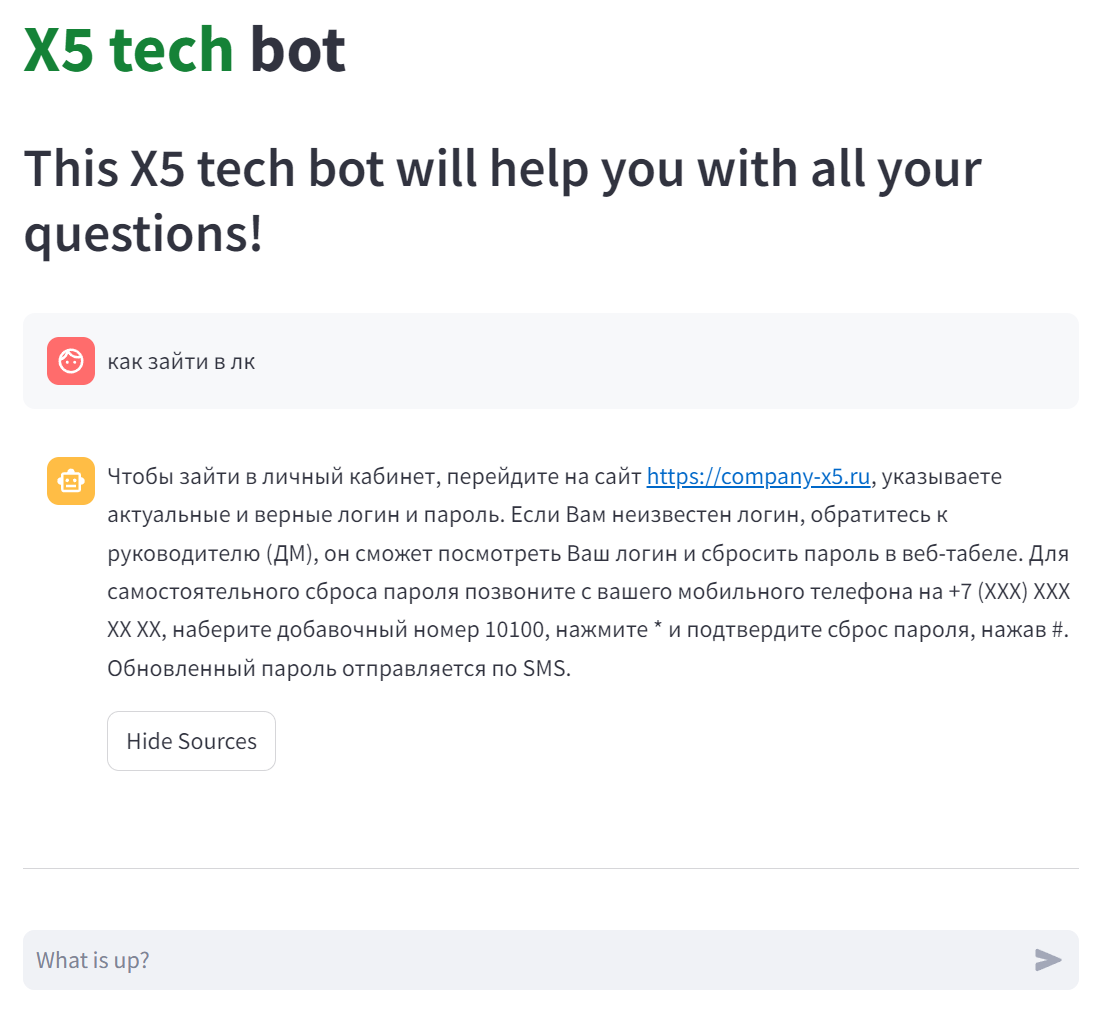 X5 tech bot
This X5 tech bot will help you with all your
questions!
как зайти в лк
Чтобы зайти в личный кабинет, перейдите на сайт https://company-x5.ru, указываете
актуальные и верные логин и пароль. Если Вам неизвестен логин, обратитесь к
руководителю (ДМ), он сможет посмотреть Ваш логин и сбросить пароль в веб-табеле. Для
самостоятельного сброса пароля позвоните с вашего мобильного телефона на +7 (XXX) XXX
XX XX, наберите добавочный номер 10100, нажмите * и подтвердите сброс пароля, нажав #.
Обновленный пароль отправляется по SMS.
Hide Sources
What is up?